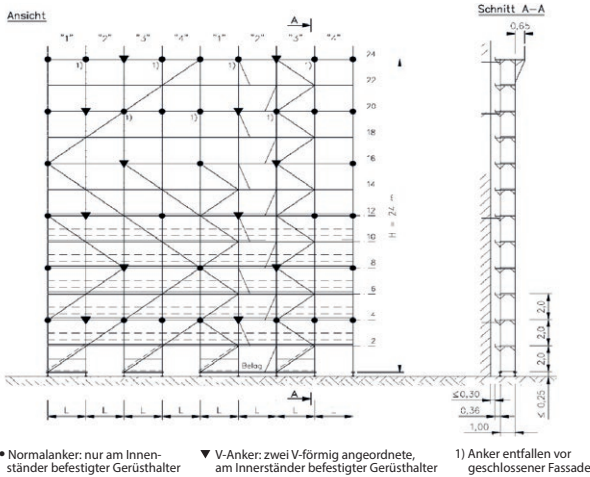 Ansicht
Schnitt A–A
A
0,65
"1" "2" "3" "4" "1" "2" "3" "4"
24
1) 1) 1) 1)
22
20
1) 1) 1)
18
16
14
12
10
8
6
4
2
H = 24 m
Belag
A
2,0
2,0
2,0
≤ 0,25
≤0,30
0,36
1,00
L L L L L L L L
• Normalanker: nur am Innen-
ständer befestigter Gerüsthalter
▼ V-Anker: zwei V-förmig angeordnete,
am Innerständer befestigter Gerüsthalter
1) Anker entfallen vor
geschlossener Fassade